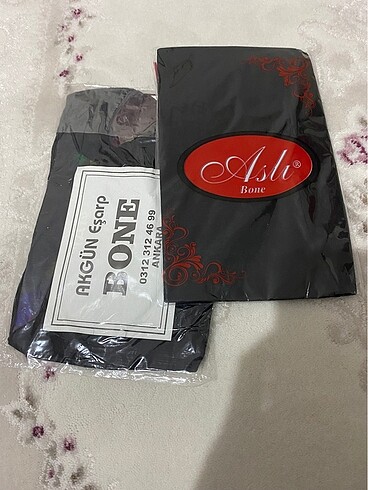 AKGÜN Eşarp
BONE
0312 312 46 99
ANKARA
Aslı®
Bone